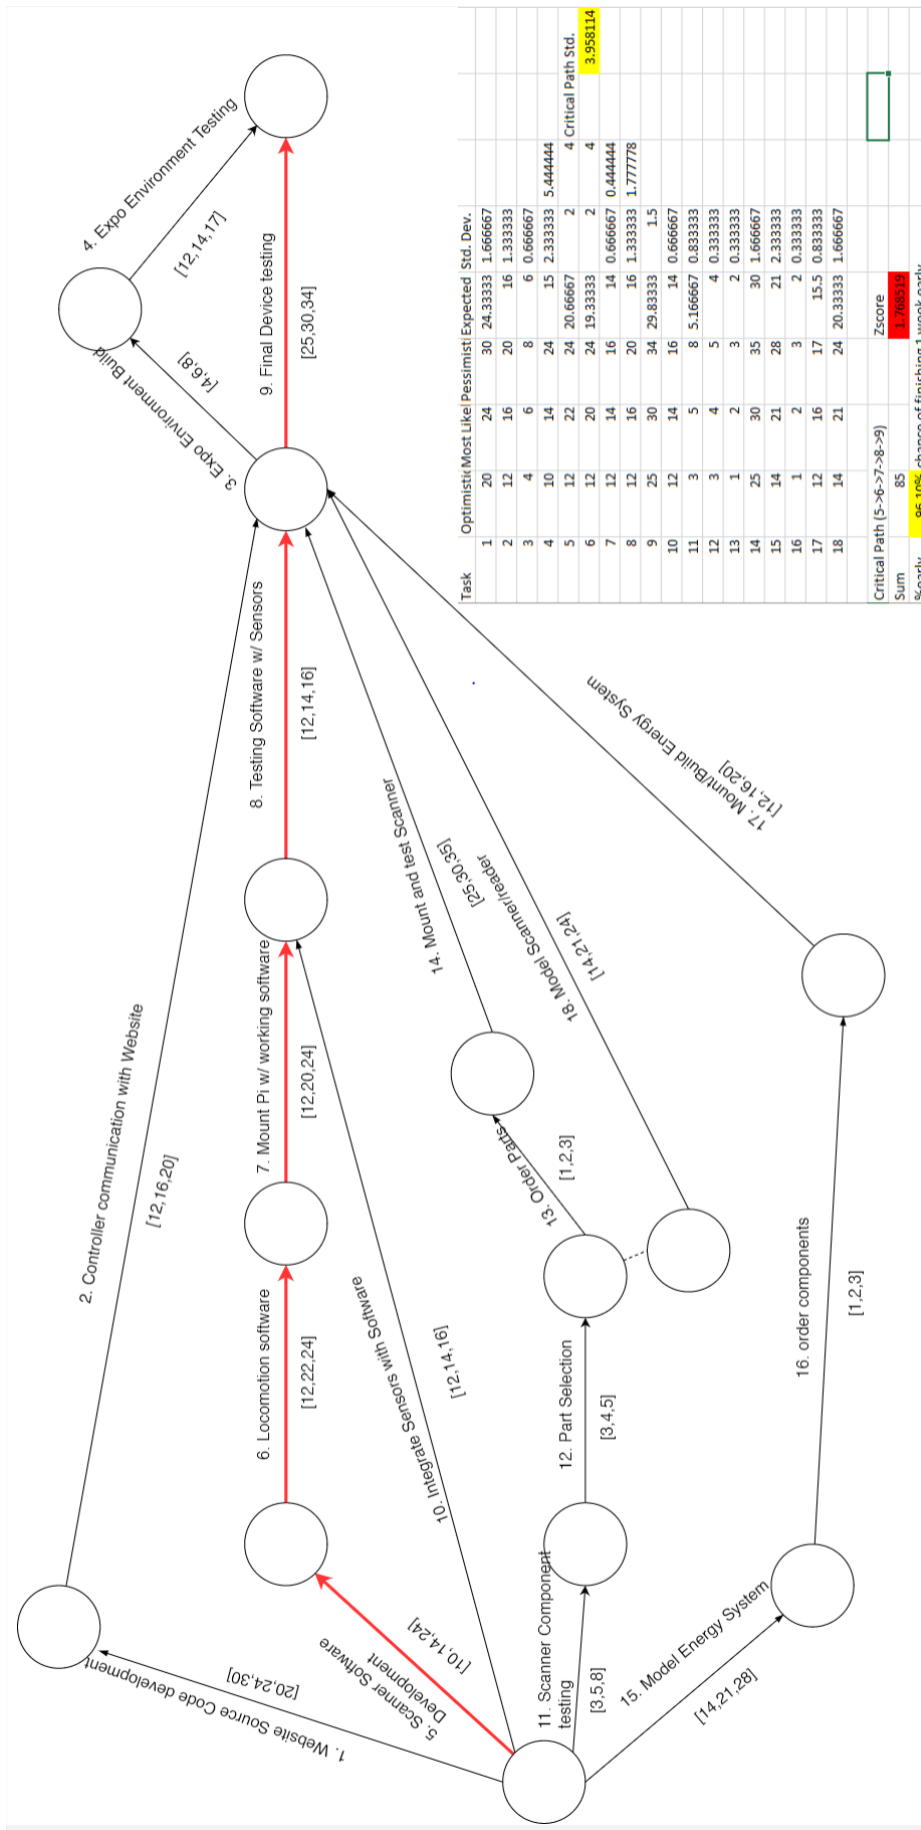 1. Website Source Code development
[20,24,30]
2. Controller communication with Website
[12,16,20]
3. Expo Environment Build
[4,6,8]
4. Expo Environment Testing
[12,14,17]
5. Scanner Software
Development
[10,14,24]
6. Locomotion software
[12,22,24]
7. Mount Pi w/ working software
[12,20,24]
8. Testing Software w/ Sensors
[12,14,16]
9. Final Device testing
[25,30,34]
10. Integrate Sensors with Software
[12,14,16]
11. Scanner Component
testing
[3,5,8]
12. Part Selection
[3,4,5]
13. Order Parts
[1,2,3]
14. Mount and test Scanner
[25,30,35]
18. Model Scanner/reader
[14,21,24]
15. Model Energy System
[14,21,28]
16. order components
[1,2,3]
17. Mount/Build Energy System
[12,16,20]
Task Optimistic Most Likel Pessimisti Expected Std. Dev.
1 20 24 30 24.33333 1.666667
2 12 16 20 16 1.333333
3 4 6 8 6 0.666667
4 10 14 24 15 2.333333 5.444444
5 12 22 24 20.66667 2 4 Critical Path Std.
6 12 20 24 19.33333 2 4 3.958114
7 12 14 16 14 0.666667 0.444444
8 12 16 20 16 1.333333 1.777778
9 25 30 34 29.83333 1.5
10 12 14 16 14 0.666667
11 3 5 8 5.166667 0.833333
12 3 4 5 4 0.333333
13 1 2 3 2 0.333333
14 25 30 35 30 1.666667
15 14 21 28 21 2.333333
16 1 2 3 2 0.333333
17 12 16 17 15.5 0.833333
18 14 21 24 20.33333 1.666667
Critical Path (5->6->7->8->9) Zscore
Sum 85 1.768519
%early 96.10% chance of finishing 1 week early